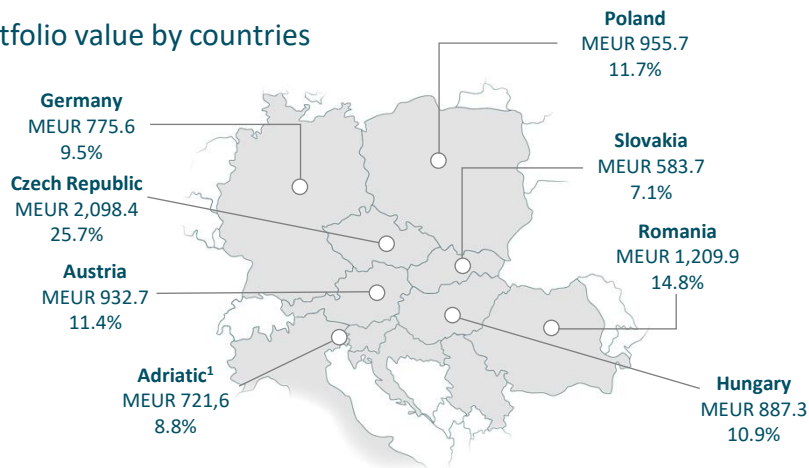 tfolio value by countries
Poland
MEUR 955.7
11.7%
Germany
MEUR 775.6
9.5%
Slovakia
MEUR 583.7
7.1%
Czech Republic
MEUR 2,098.4
25.7%
Romania
MEUR 1,209.9
14.8%
Austria
MEUR 932.7
11.4%
Adriatic¹
MEUR 721,6
8.8%
Hungary
MEUR 887.3
10.9%